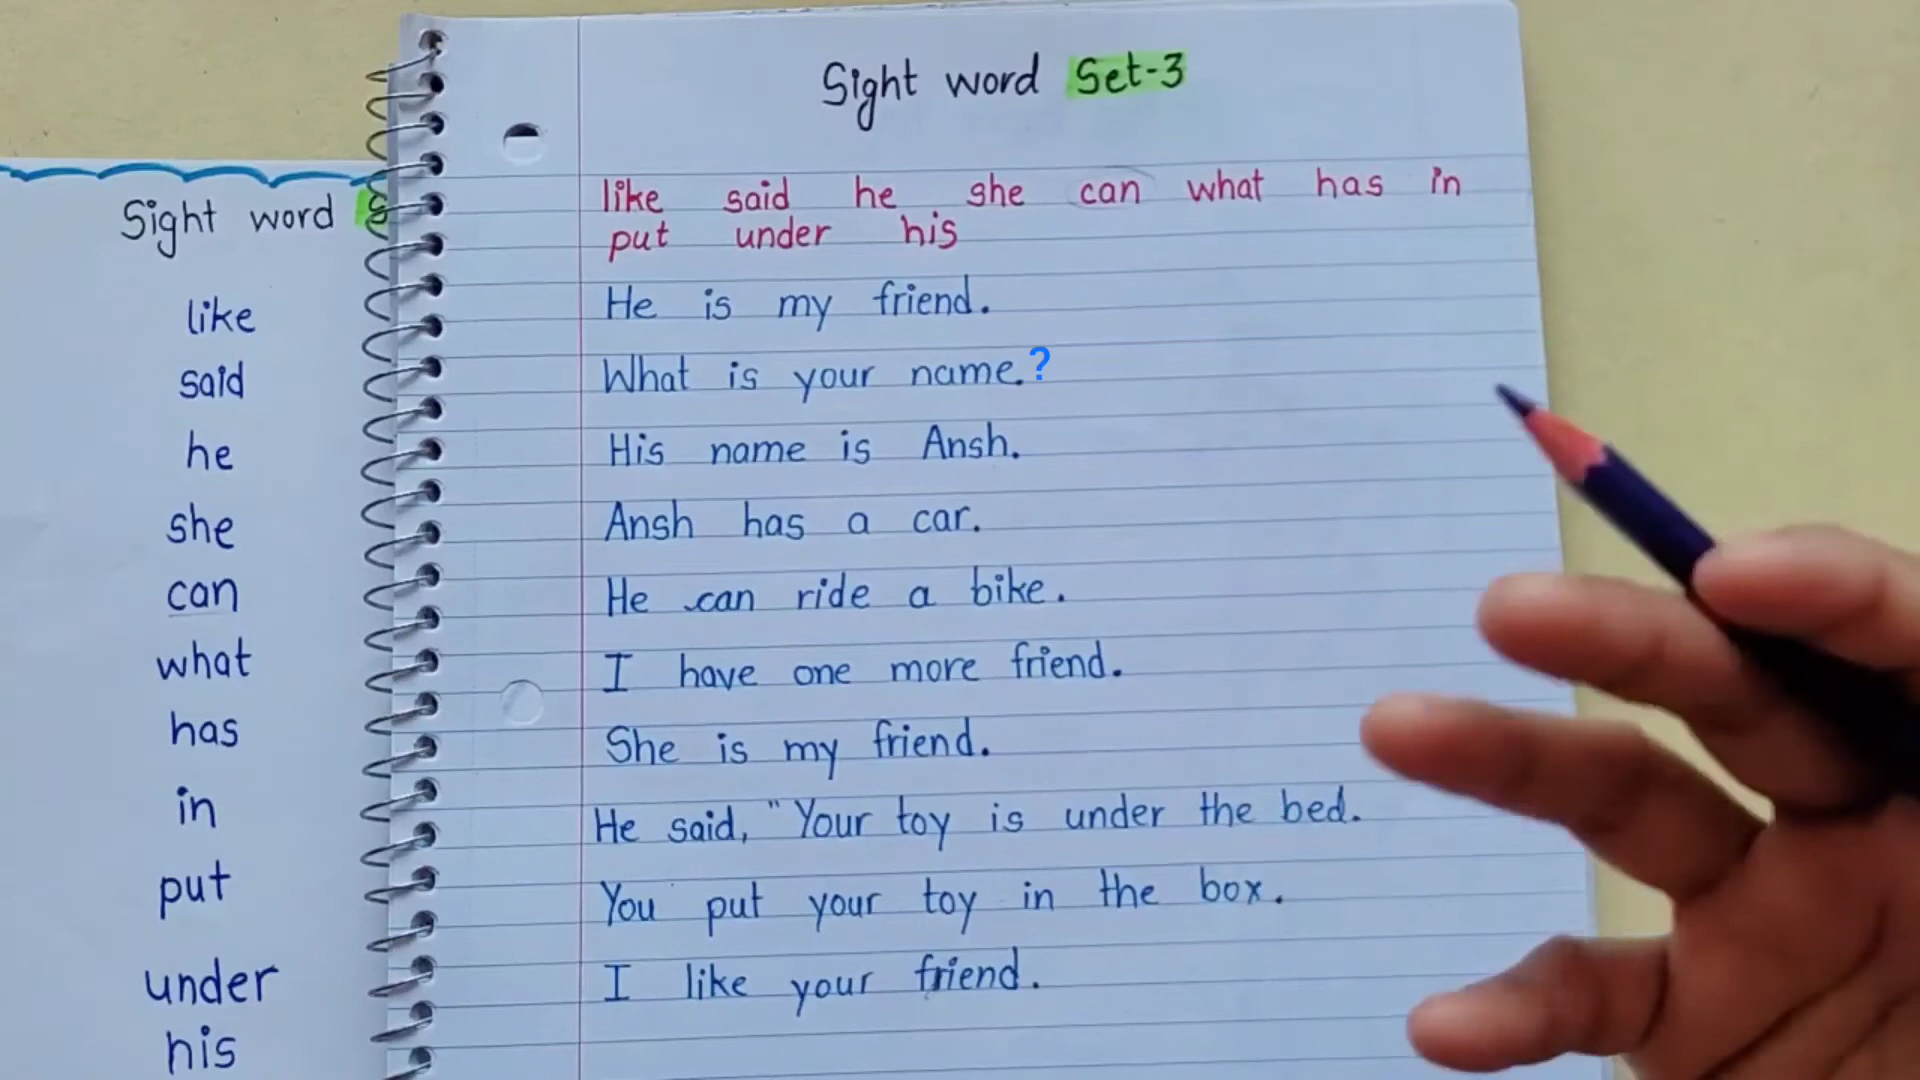 Sight word
like
said
he
she
can
what
has
in
put
under
his
Sight word Set-3
like said he she can what has in
put under his
He is my friend.
What is your name.?
His name is Ansh.
Ansh has a car.
He can ride a bike.
I have one more friend.
She is my friend.
He said, "Your toy is under the bed.
You put your toy in the box.
I like your friend.